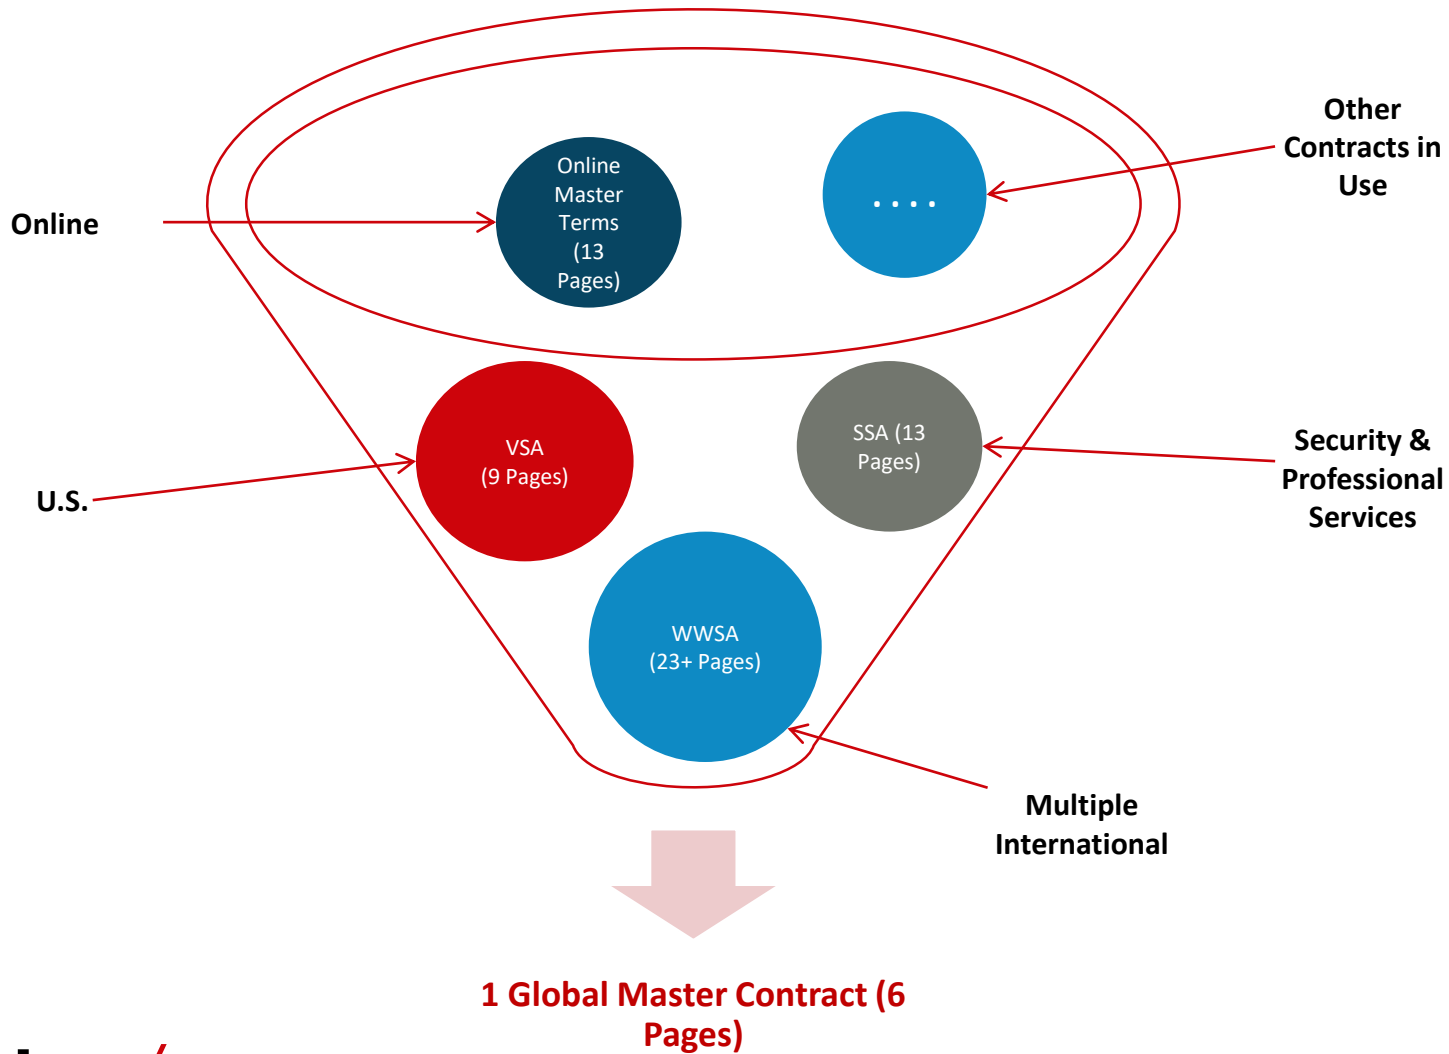 Other
Contracts in
Use
Online
Master
Terms
(13
Pages)
. . . .
Online
VSA
(9 Pages)
SSA (13
Pages)
Security &
Professional
Services
U.S.
WWSA
(23+ Pages)
Multiple
International
1 Global Master Contract (6
Pages)